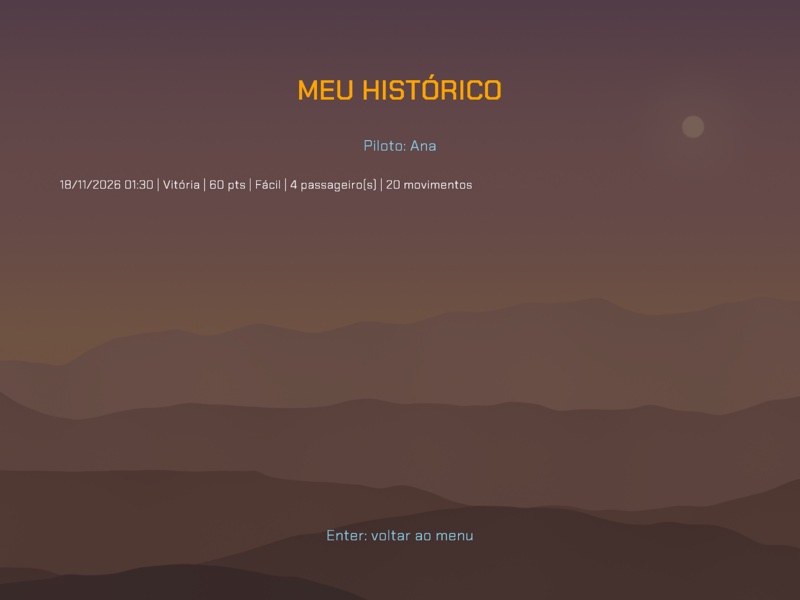 MEU HISTÓRICO
Piloto: Ana
18/11/2026 01:30 | Vitória | 60 pts | Fácil | 4 passageiro(s) | 20 movimentos
Enter: voltar ao menu